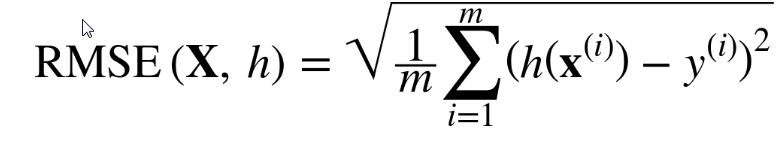 RMSE (X, h) = √(1/m ∑_{i=1}^{m} (h(x^{(i)}) − y^{(i)})²)